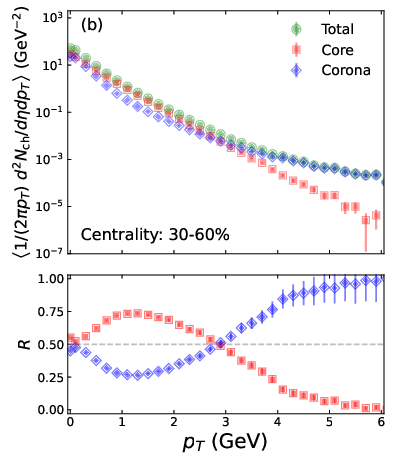 (b)
Total
Core
Corona
⟨1/(2πp_T) d²N_ch/dηdp_T⟩ (GeV⁻²)
10³
10¹
10⁻¹
10⁻³
10⁻⁵
10⁻⁷
Centrality: 30-60%
R
1.00
0.75
0.50
0.25
0.00
0 1 2 3 4 5 6
p_T (GeV)